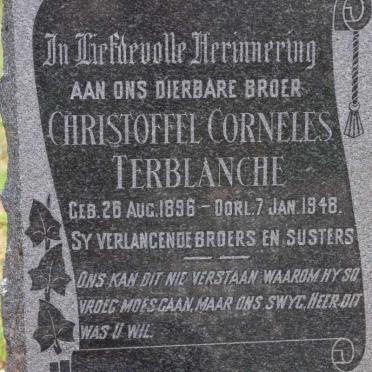 In Liefdevolle Herinnering
AAN ONS DIERBARE BROER
CHRISTOFFEL CORNELES
TERBLANCHE
GEB. 28 AUG. 1896 – OORL. 7 JAN. 1948.
SY VERLANGENDE BROERS EN SUSTERS
ONS KAN DIT NIE VERSTAAN WAAROM HY SO
VROEG MOES GAAN, MAAR ONS SWYG, HEER DIT
WAS U WIL.